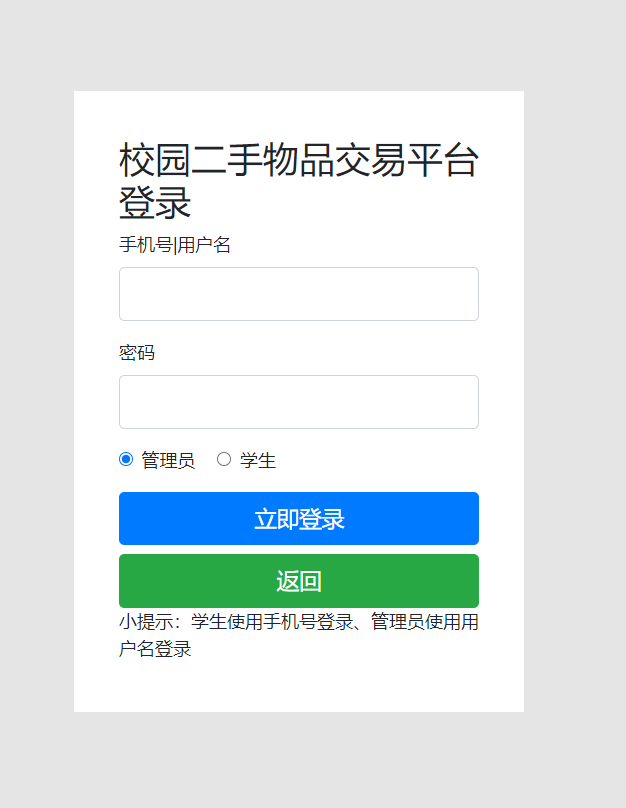 校园二手物品交易平台
登录
手机号|用户名
密码
管理员 学生
立即登录
返回
小提示：学生使用手机号登录、管理员使用用
户名登录